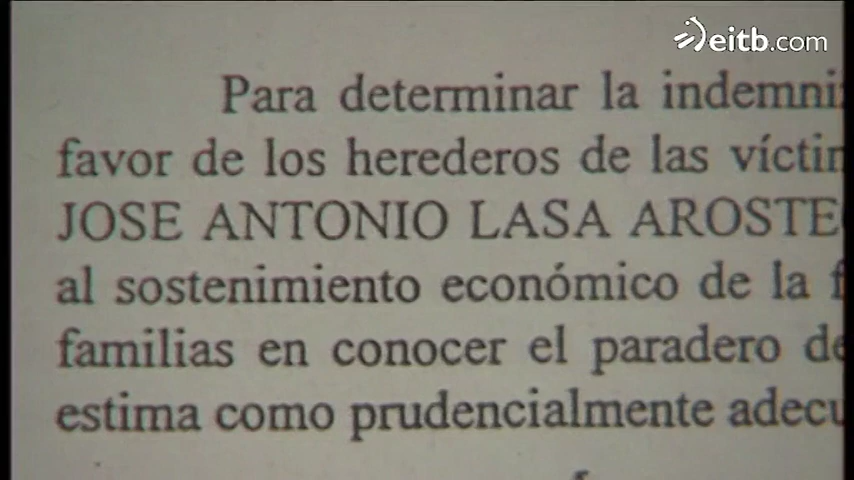 eitb.com
Para determinar la indemni
favor de los herederos de las víctim
JOSE ANTONIO LASA AROSTE
al sostenimiento económico de la f
familias en conocer el paradero de
estima como prudencialmente adecu